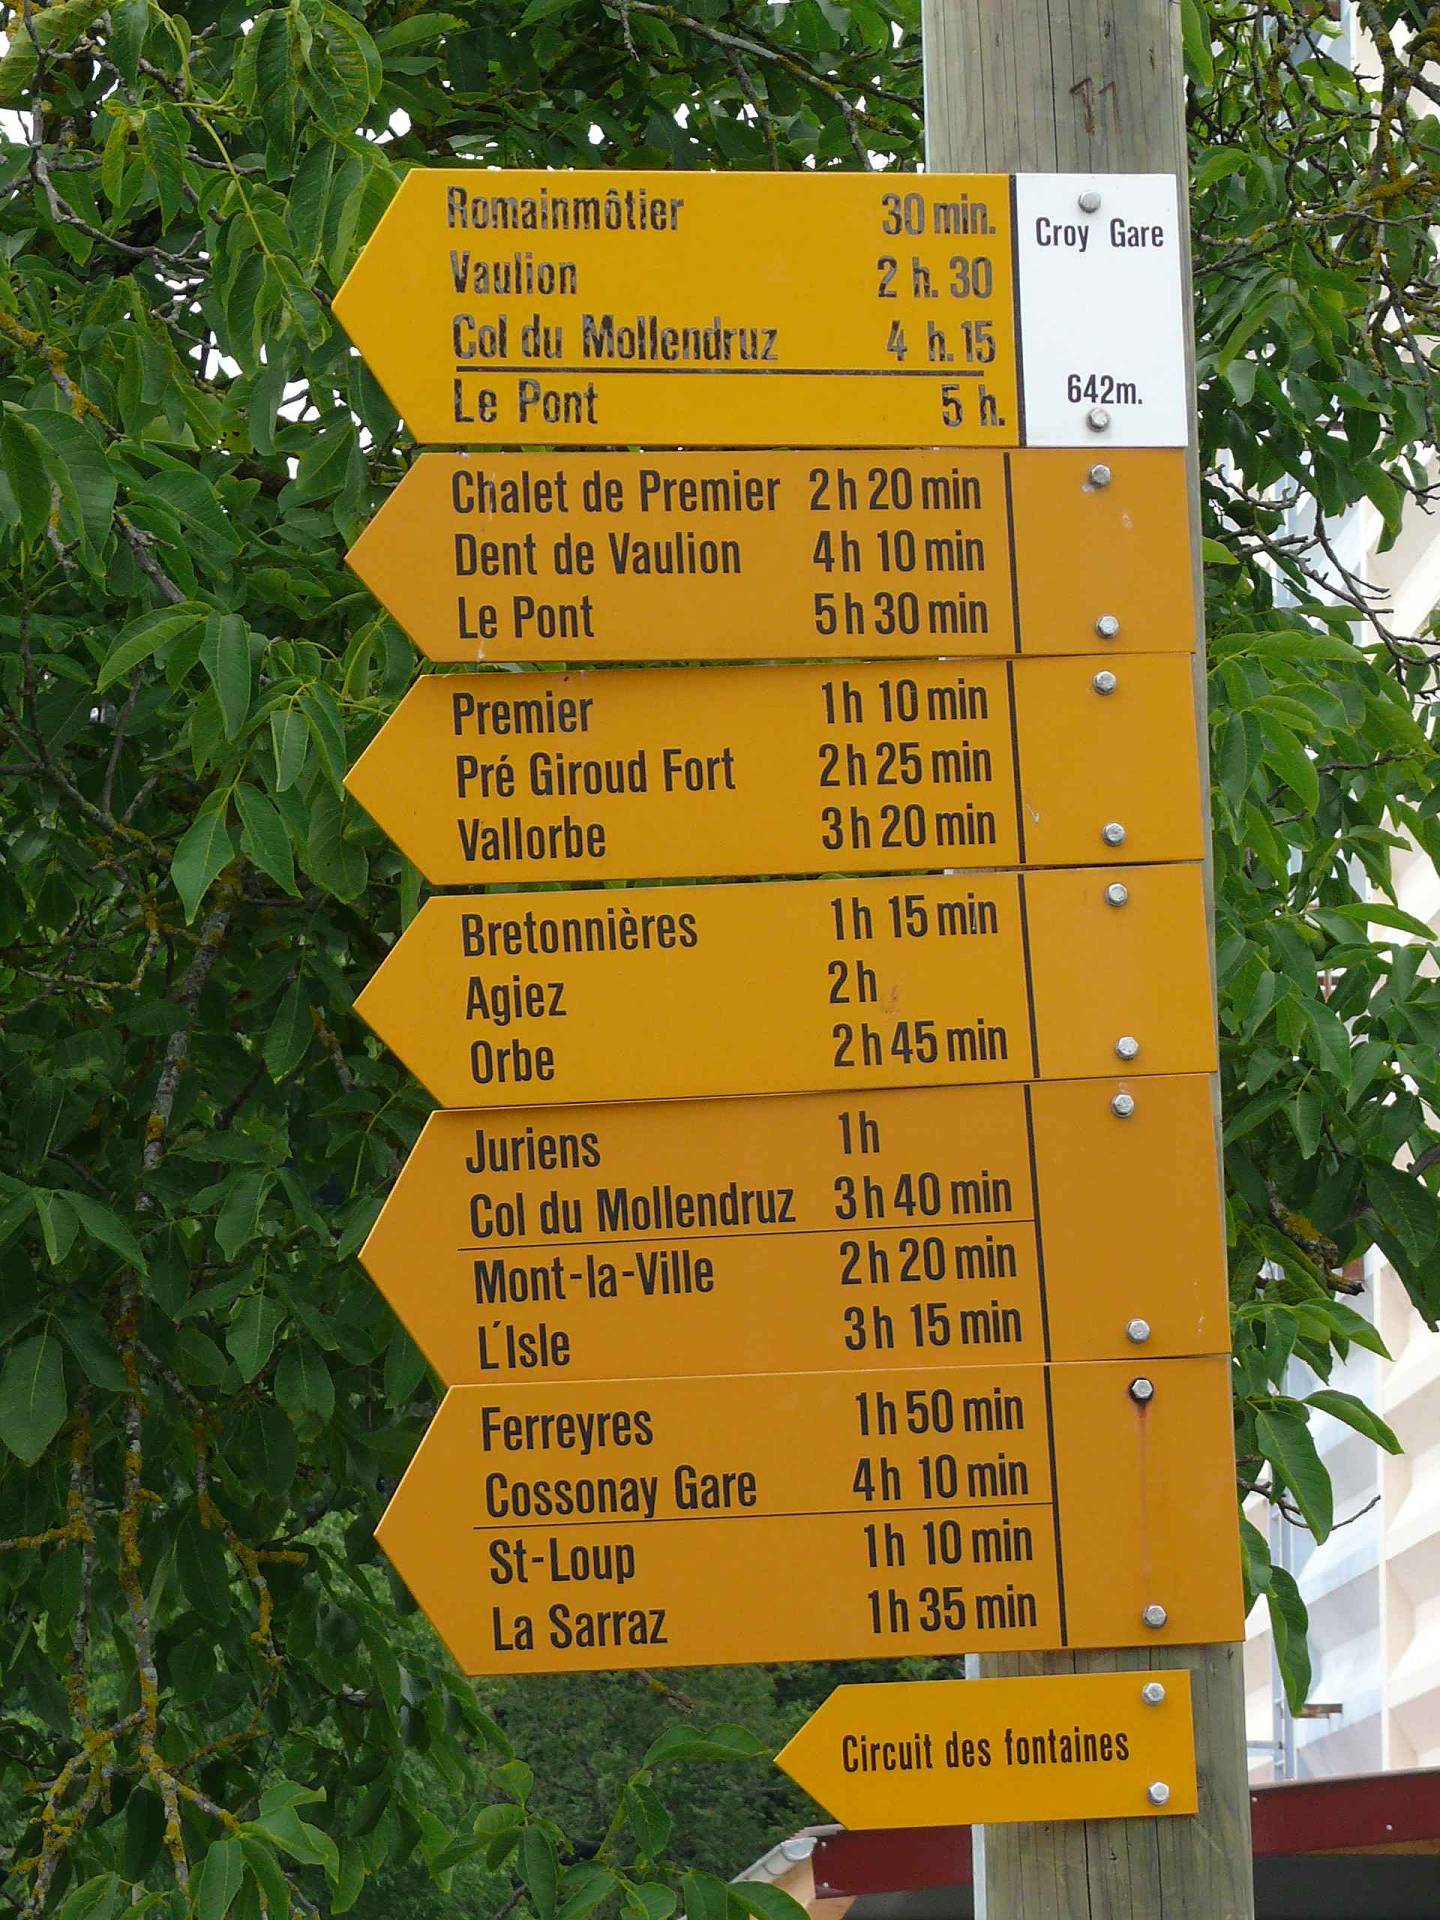 11
Romainmôtier 30 min.
Vaulion 2 h. 30
Col du Mollendruz 4 h. 15
Le Pont 5 h.
Croy Gare
642m.
Chalet de Premier 2h 20 min
Dent de Vaulion 4h 10 min
Le Pont 5h 30 min
Premier 1h 10 min
Pré Giroud Fort 2h 25 min
Vallorbe 3h 20 min
Bretonnières 1h 15 min
Agiez 2h
Orbe 2h 45 min
Juriens 1h
Col du Mollendruz 3h 40 min
Mont-la-Ville 2h 20 min
L´Isle 3h 15 min
Ferreyres 1h 50 min
Cossonay Gare 4h 10 min
St-Loup 1h 10 min
La Sarraz 1h 35 min
Circuit des fontaines